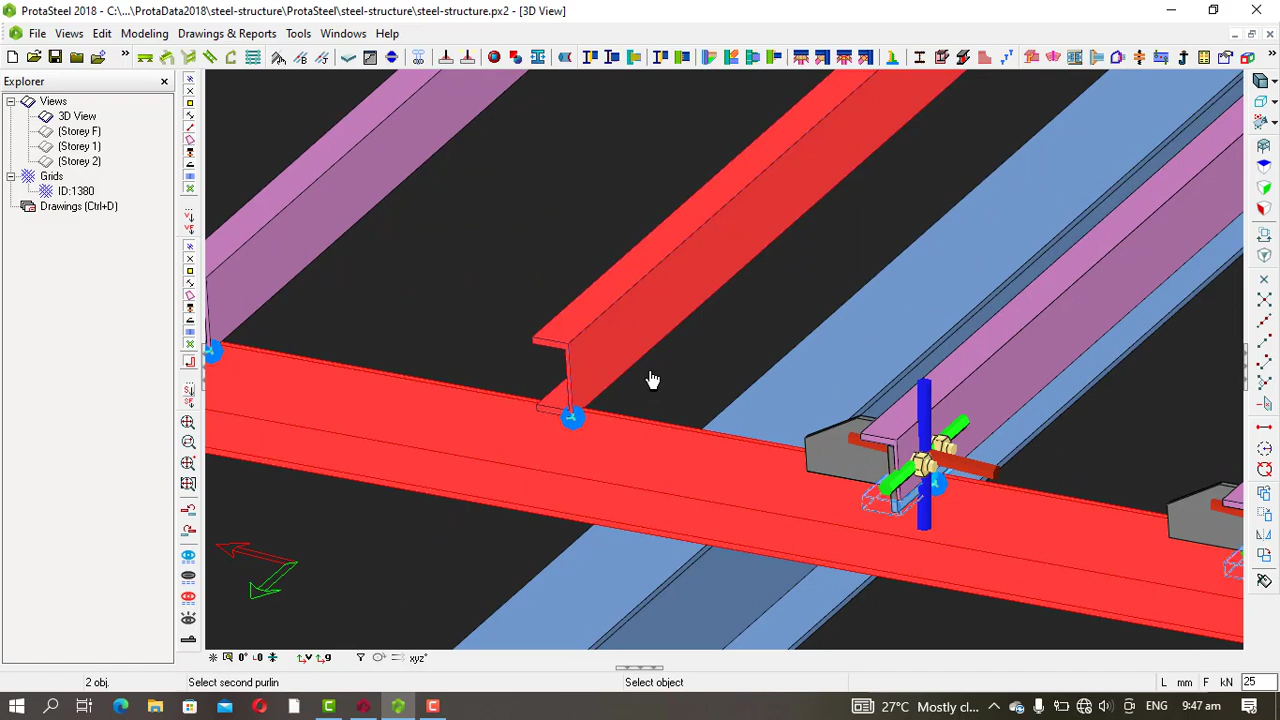 ProtaSteel 2018 - C:\...\ProtaData2018\steel-structure\ProtaSteel\steel-structure\steel-structure.px2 - [3D View]
File Views Edit Modeling Drawings & Reports Tools Windows Help
Explorer
Views
3D View
(Storey F)
(Storey 1)
(Storey 2)
Grids
ID:1380
Drawings (Ctrl+D)
2 obj. Select second purlin Select object L mm F kN 25
27°C Mostly cl... ENG 9:47 am